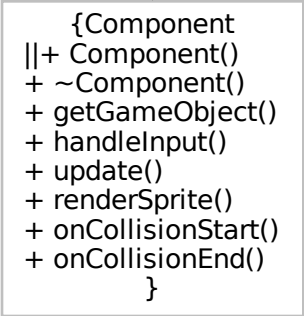 {Component
||+ Component()
+ ~Component()
+ getGameObject()
+ handleInput()
+ update()
+ renderSprite()
+ onCollisionStart()
+ onCollisionEnd()
}